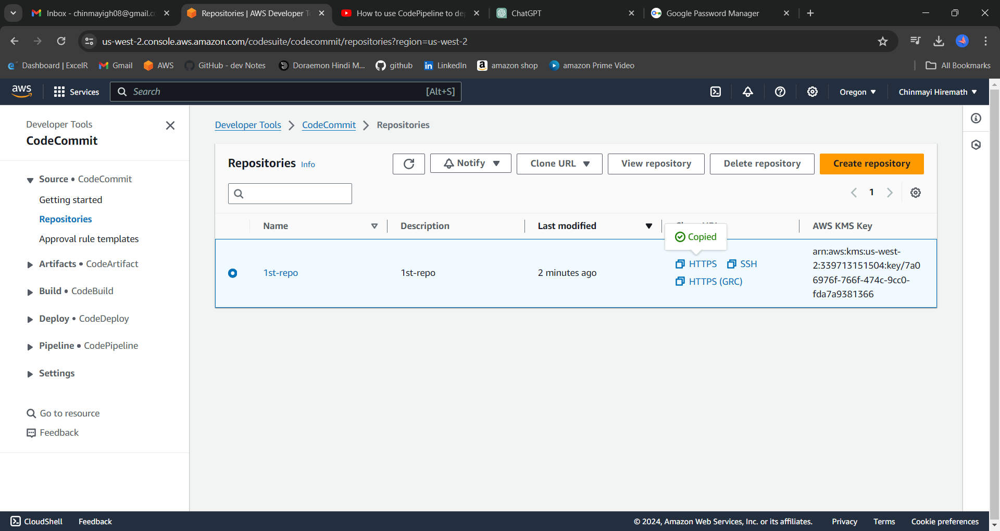 Inbox - chinmayigh08@gmail.c
Repositories | AWS Developer T
How to use CodePipeline to de
ChatGPT
Google Password Manager
us-west-2.console.aws.amazon.com/codesuite/codecommit/repositories?region=us-west-2
Dashboard | ExcelR
Gmail
AWS
GitHub - dev Notes
Doraemon Hindi M...
github
LinkedIn
amazon shop
amazon Prime Video
All Bookmarks
aws
Services
Search
[Alt+S]
Oregon
Chinmayi Hiremath
Developer Tools
CodeCommit
Source • CodeCommit
Getting started
Repositories
Approval rule templates
Artifacts • CodeArtifact
Build • CodeBuild
Deploy • CodeDeploy
Pipeline • CodePipeline
Settings
Go to resource
Feedback
Developer Tools
CodeCommit
Repositories
Repositories Info
Notify
Clone URL
View repository
Delete repository
Create repository
1
Name
Description
Last modified
AWS KMS Key
Copied
1st-repo
1st-repo
2 minutes ago
HTTPS
SSH
HTTPS (GRC)
arn:aws:kms:us-west-
2:339713151504:key/7a0
6976f-766f-474c-9cc0-
fda7a9381366
CloudShell
Feedback
© 2024, Amazon Web Services, Inc. or its affiliates.
Privacy
Terms
Cookie preferences